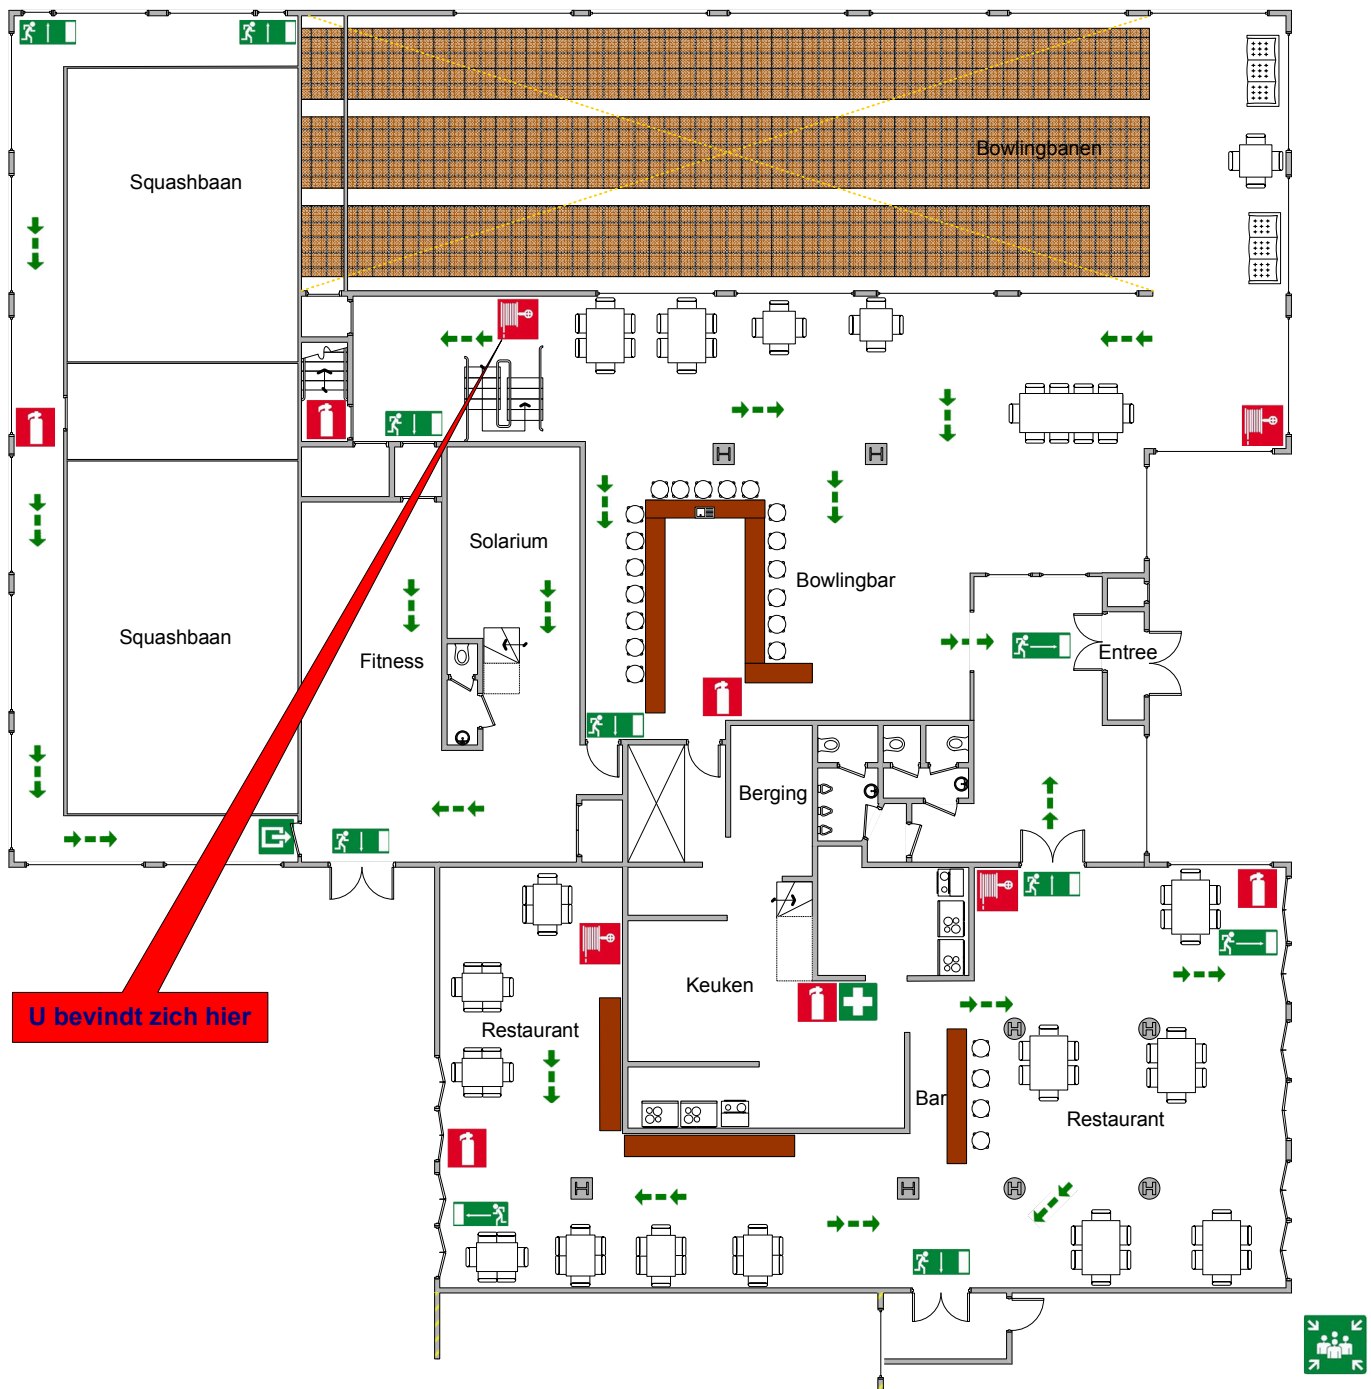 Bowlingbanen
Squashbaan
Solarium
Bowlingbar
Squashbaan
Fitness
Entree
Berging
Keuken
U bevindt zich hier
Restaurant
Bar
Restaurant
H
H
H
H
H
H
H
H